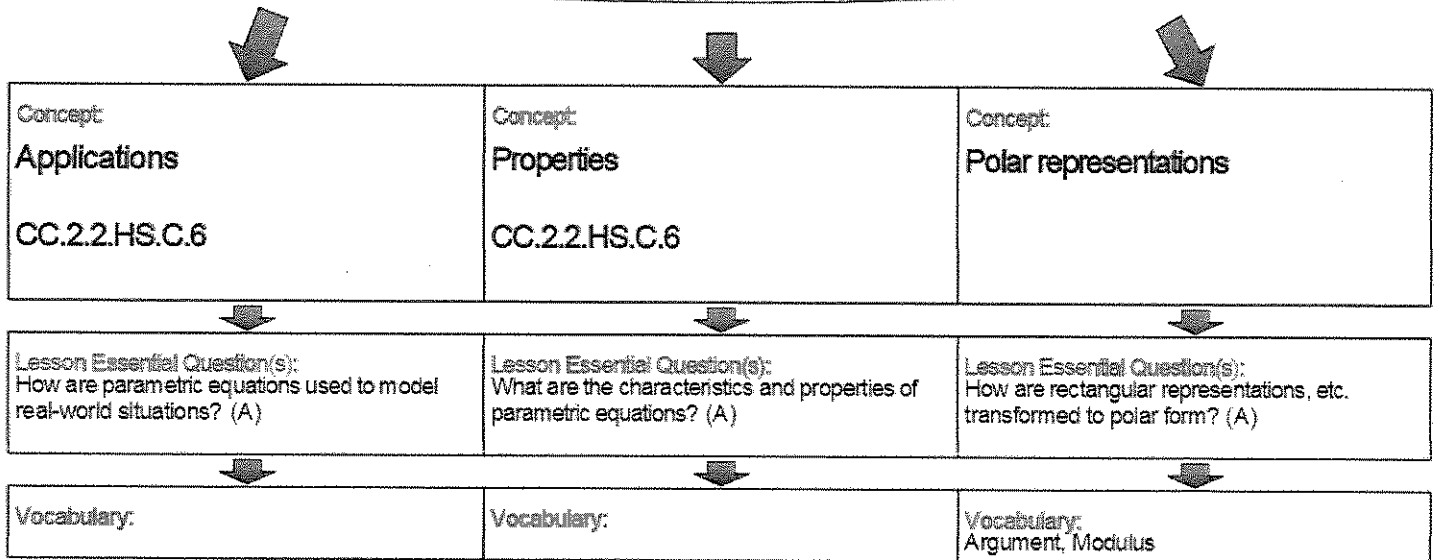 Concept:
Applications
CC.2.2.HS.C.6
Concept:
Properties
CC.2.2.HS.C.6
Concept:
Polar representations
Lesson Essential Question(s):
How are parametric equations used to model
real-world situations? (A)
Lesson Essential Question(s):
What are the characteristics and properties of
parametric equations? (A)
Lesson Essential Question(s):
How are rectangular representations, etc.
transformed to polar form? (A)
Vocabulary:
Vocabulary:
Vocabulary:
Argument, Modulus